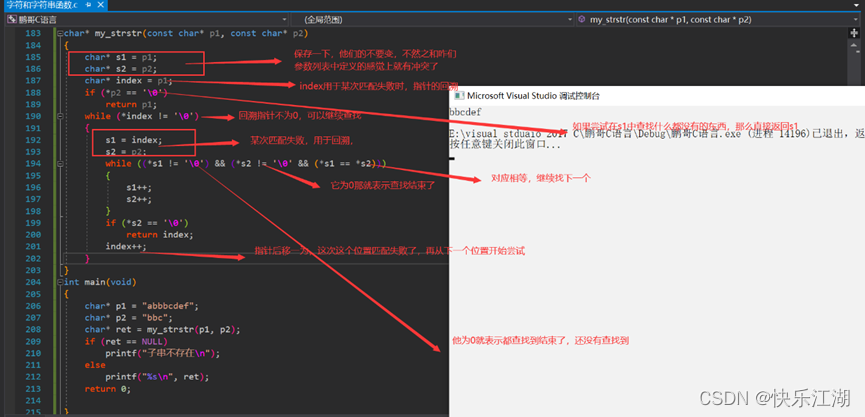 字符和字符串函数.c
鹏哥C语言
(全局范围)
my_strstr(const char * p1, const char * p2)
183 char* my_strstr(const char* p1, const char* p2)
184 {
185 char* s1 = p1;
186 char* s2 = p2;
187 char* index = p1;
188 if (*p2 == '\0')
189 return p1;
190 while (*index != '\0')
191 {
192 s1 = index;
193 s2 = p2;
194 while ((*s1 != '\0') && (*s2 != '\0' && (*s1 == *s2)))
195 {
196 s1++;
197 s2++;
198 }
199 if (*s2 == '\0')
200 return index;
201 index++;
202 }
203 }
204 int main(void)
205 {
206 char* p1 = "abbbcdef";
207 char* p2 = "bbc";
208 char* ret = my_strstr(p1, p2);
209 if (ret == NULL)
210 printf("子串不存在\n");
211 else
212 printf("%s\n", ret);
213 return 0;
214
215 }
保存一下，他们的不要变，不然之和咋们
参数列表中定义的感觉上就有冲突了
index用于某次匹配失败时，指针的回溯
回溯指针不为0，可以继续查找
某次匹配失败，用于回溯，
它为0那就表示查找结束了
对应相等，继续找下一个
如果尝试在s1中查找什么都没有的东西，那么直接返回s1
指针后移一为，这次这个位置匹配失败了，再从下一个位置开始尝试
他为0就表示都查找到结束了，还没有查找到
Microsoft Visual Studio 调试控制台
bbcdef
E:\visual stduaio 2017 C\鹏哥C语言\Debug\鹏哥C语言.exe (进程 14196)已退出，返
按任意键关闭此窗口...
CSDN @快乐江湖